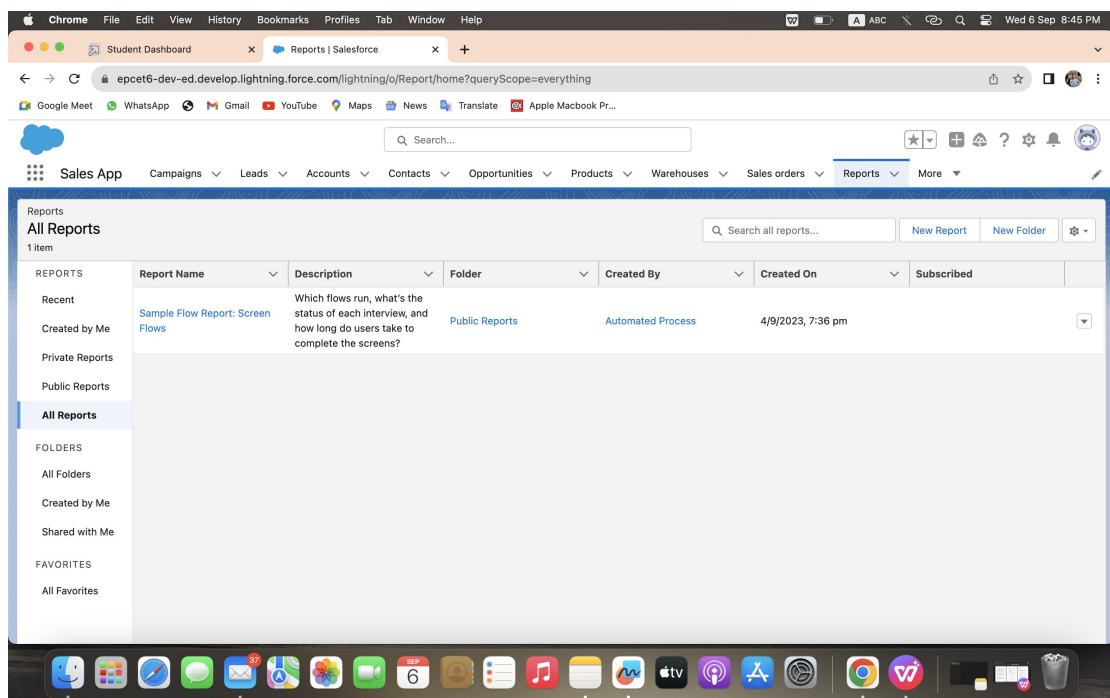 Chrome File Edit View History Bookmarks Profiles Tab Window Help A ABC Wed 6 Sep 8:45 PM
Student Dashboard Reports | Salesforce
epcet6-dev-ed.develop.lightning.force.com/lightning/o/Report/home?queryScope=everything
Google Meet WhatsApp Gmail YouTube Maps News Translate Apple Macbook Pr...
Search...
Sales App Campaigns Leads Accounts Contacts Opportunities Products Warehouses Sales orders Reports More
Reports
All Reports
1 item
Search all reports...
New Report New Folder
REPORTS
Recent
Created by Me
Private Reports
Public Reports
All Reports
FOLDERS
All Folders
Created by Me
Shared with Me
FAVORITES
All Favorites
Report Name Description Folder Created By Created On Subscribed
Sample Flow Report: Screen
Flows
Which flows run, what's the
status of each interview, and
how long do users take to
complete the screens?
Public Reports
Automated Process
4/9/2023, 7:36 pm
37
SEP
6
tv